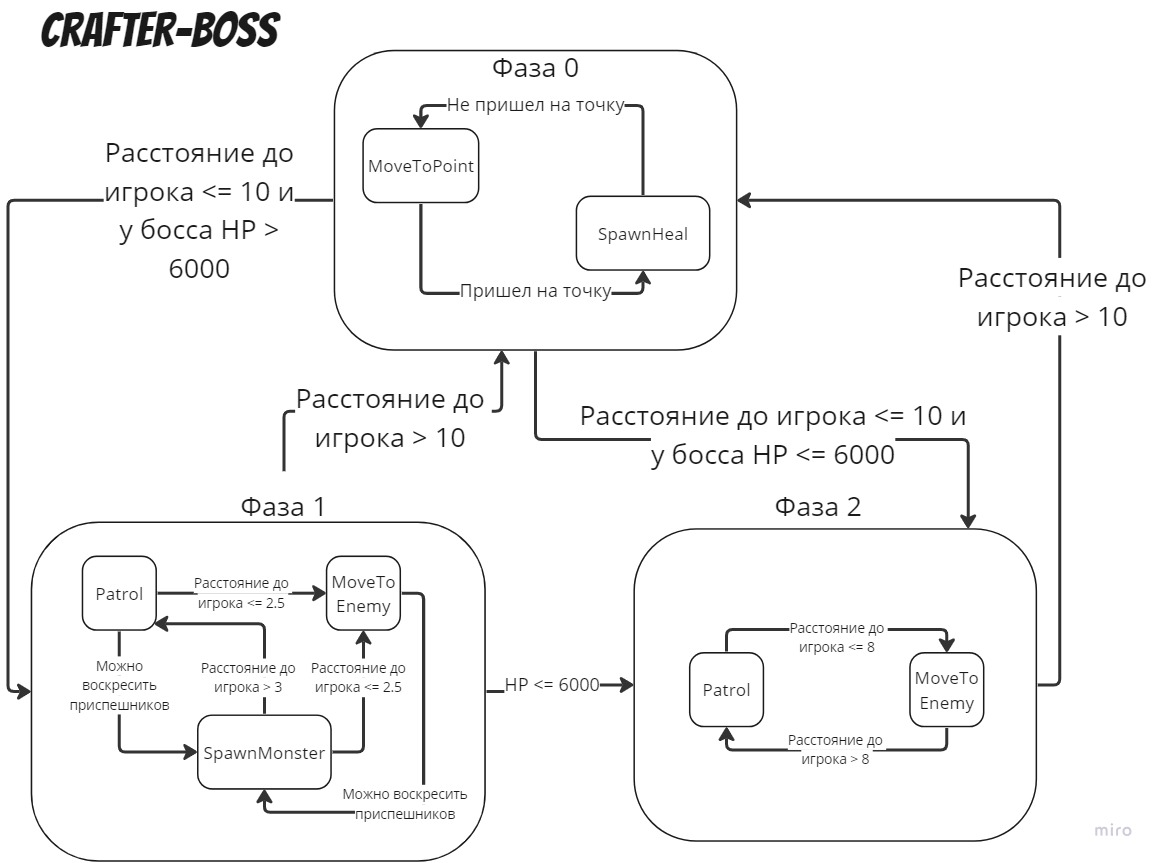 CRAFTER-BOSS
Фаза 0
Не пришел на точку
MoveToPoint
SpawnHeal
Пришел на точку
Расстояние до
игрока <= 10 и
у босса HP >
6000
Расстояние до
игрока > 10
Расстояние до
игрока > 10
Расстояние до игрока <= 10 и
у босса HP <= 6000
Фаза 1
Patrol
Расстояние до
игрока <= 2.5
MoveTo
Enemy
Можно
воскресить
приспешников
Расстояние до
игрока > 3
Расстояние до
игрока <= 2.5
SpawnMonster
Можно воскресить
приспешников
HP <= 6000
Фаза 2
Расстояние до
игрока <= 8
Patrol
MoveTo
Enemy
Расстояние до
игрока > 8
miro